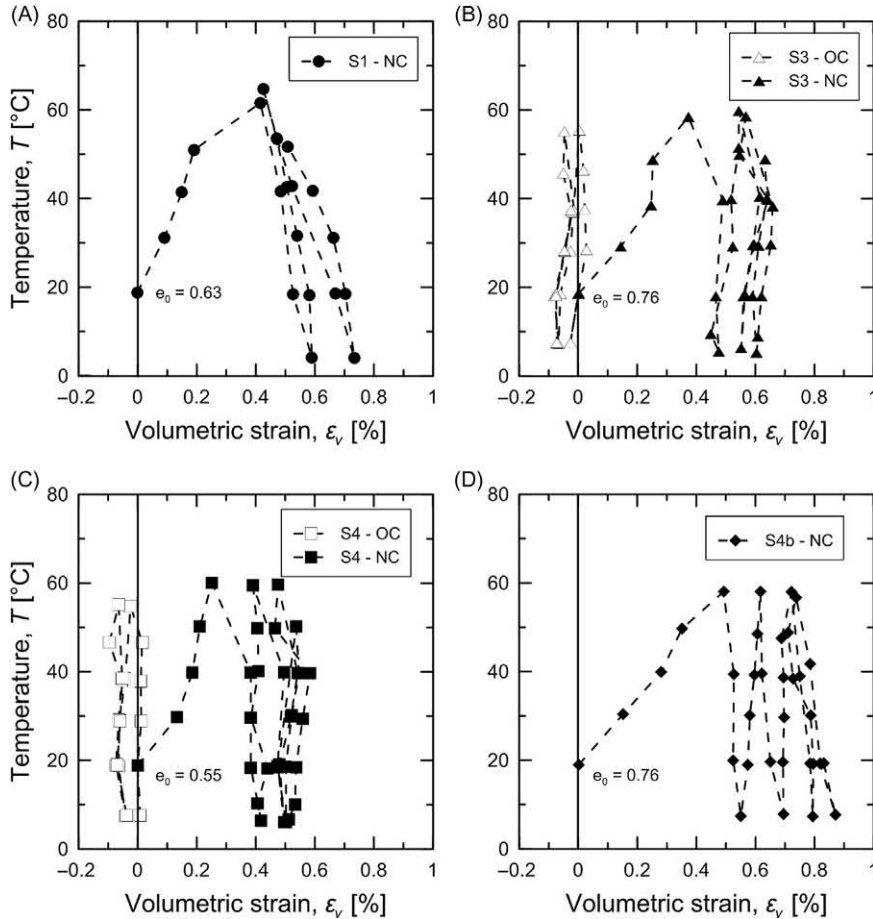 (A)
80
60
40
20
0
Temperature, T [°C]
S1 - NC
e0 = 0.63
−0.2 0 0.2 0.4 0.6 0.8 1
Volumetric strain, εv [%]
(B)
80
60
40
20
0
S3 - OC
S3 - NC
e0 = 0.76
−0.2 0 0.2 0.4 0.6 0.8 1
Volumetric strain, εv [%]
(C)
80
60
40
20
0
Temperature, T [°C]
S4 - OC
S4 - NC
e0 = 0.55
−0.2 0 0.2 0.4 0.6 0.8 1
Volumetric strain, εv [%]
(D)
80
60
40
20
0
S4b - NC
e0 = 0.76
−0.2 0 0.2 0.4 0.6 0.8 1
Volumetric strain, εv [%]